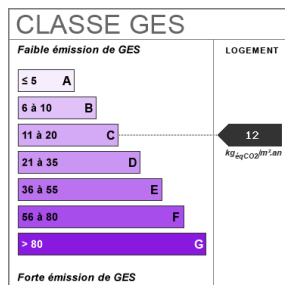 CLASSE GES
Faible émission de GES
LOGEMENT
≤ 5 A
6 à 10 B
11 à 20 C
12
kgéqCO2/m².an
21 à 35 D
36 à 55 E
56 à 80 F
> 80 G
Forte émission de GES